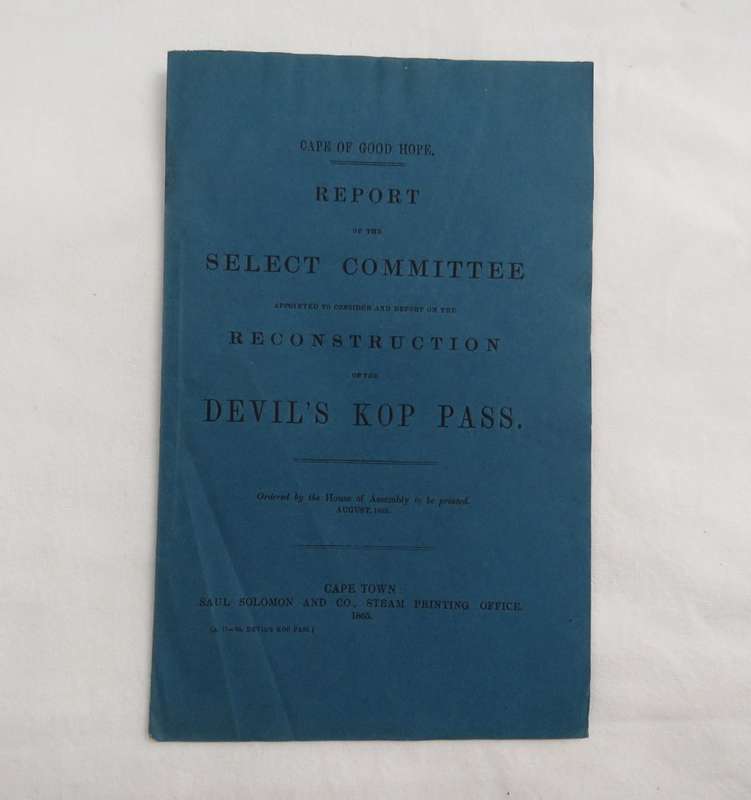 CAPE OF GOOD HOPE.
REPORT
OF THE
SELECT COMMITTEE
APPOINTED TO CONSIDER AND REPORT ON THE
RECONSTRUCTION
OF THE
DEVIL'S KOP PASS.
Ordered by the House of Assembly to be printed.
AUGUST, 1865.
CAPE TOWN
SAUL SOLOMON AND CO., STEAM PRINTING OFFICE.
1865.
DEVIL'S KOP PASS.]